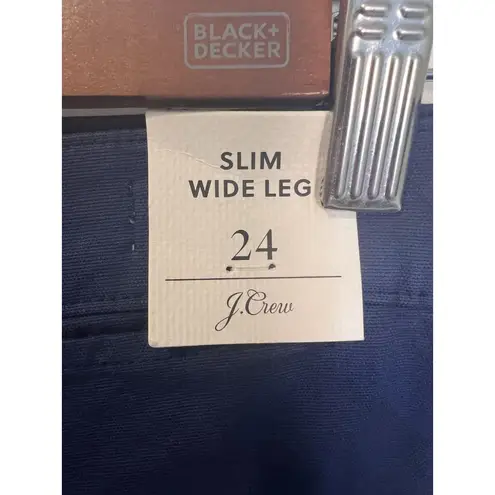 BLACK+
DECKER
SLIM
WIDE LEG
24
J.Crew